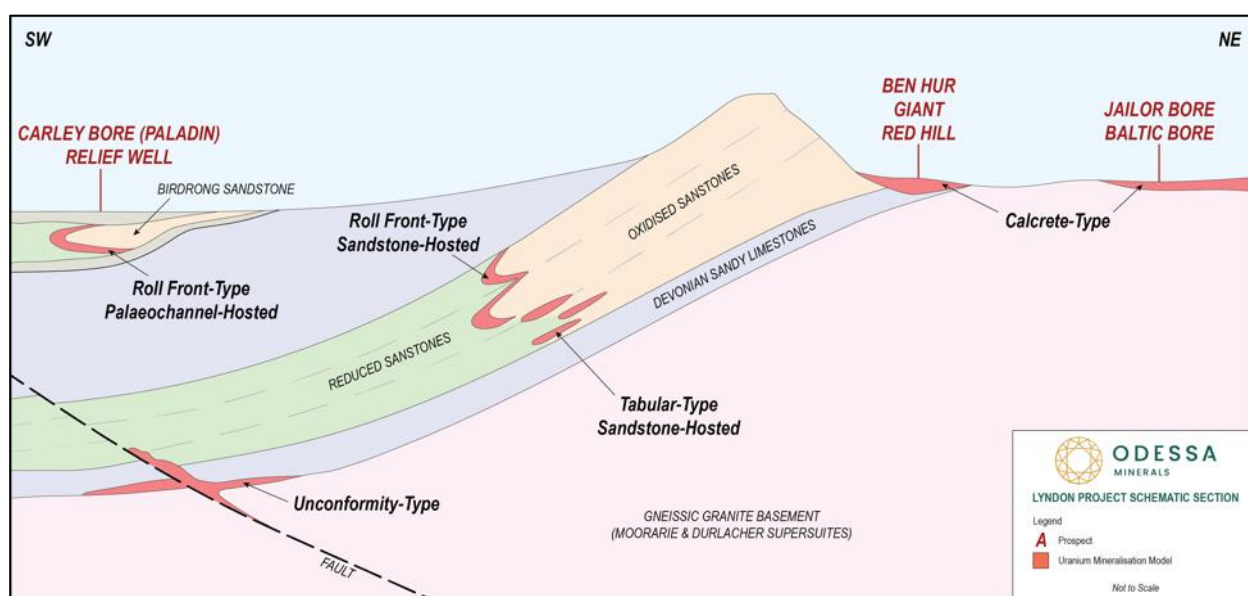 SW
NE
CARLEY BORE (PALADIN)
RELIEF WELL
BIRDRONG SANDSTONE
Roll Front-Type
Palaeochannel-Hosted
Roll Front-Type
Sandstone-Hosted
OXIDISED SANSTONES
DEVONIAN SANDY LIMESTONES
REDUCED SANSTONES
BEN HUR
GIANT
RED HILL
JAILOR BORE
BALTIC BORE
Calcrete-Type
Tabular-Type
Sandstone-Hosted
Unconformity-Type
FAULT
GNEISSIC GRANITE BASEMENT
(MOORARIE & DURLACHER SUPERSUITES)
ODESSA
MINERALS
LYNDON PROJECT SCHEMATIC SECTION
Legend
A Prospect
Uranium Mineralisation Model
Not to Scale